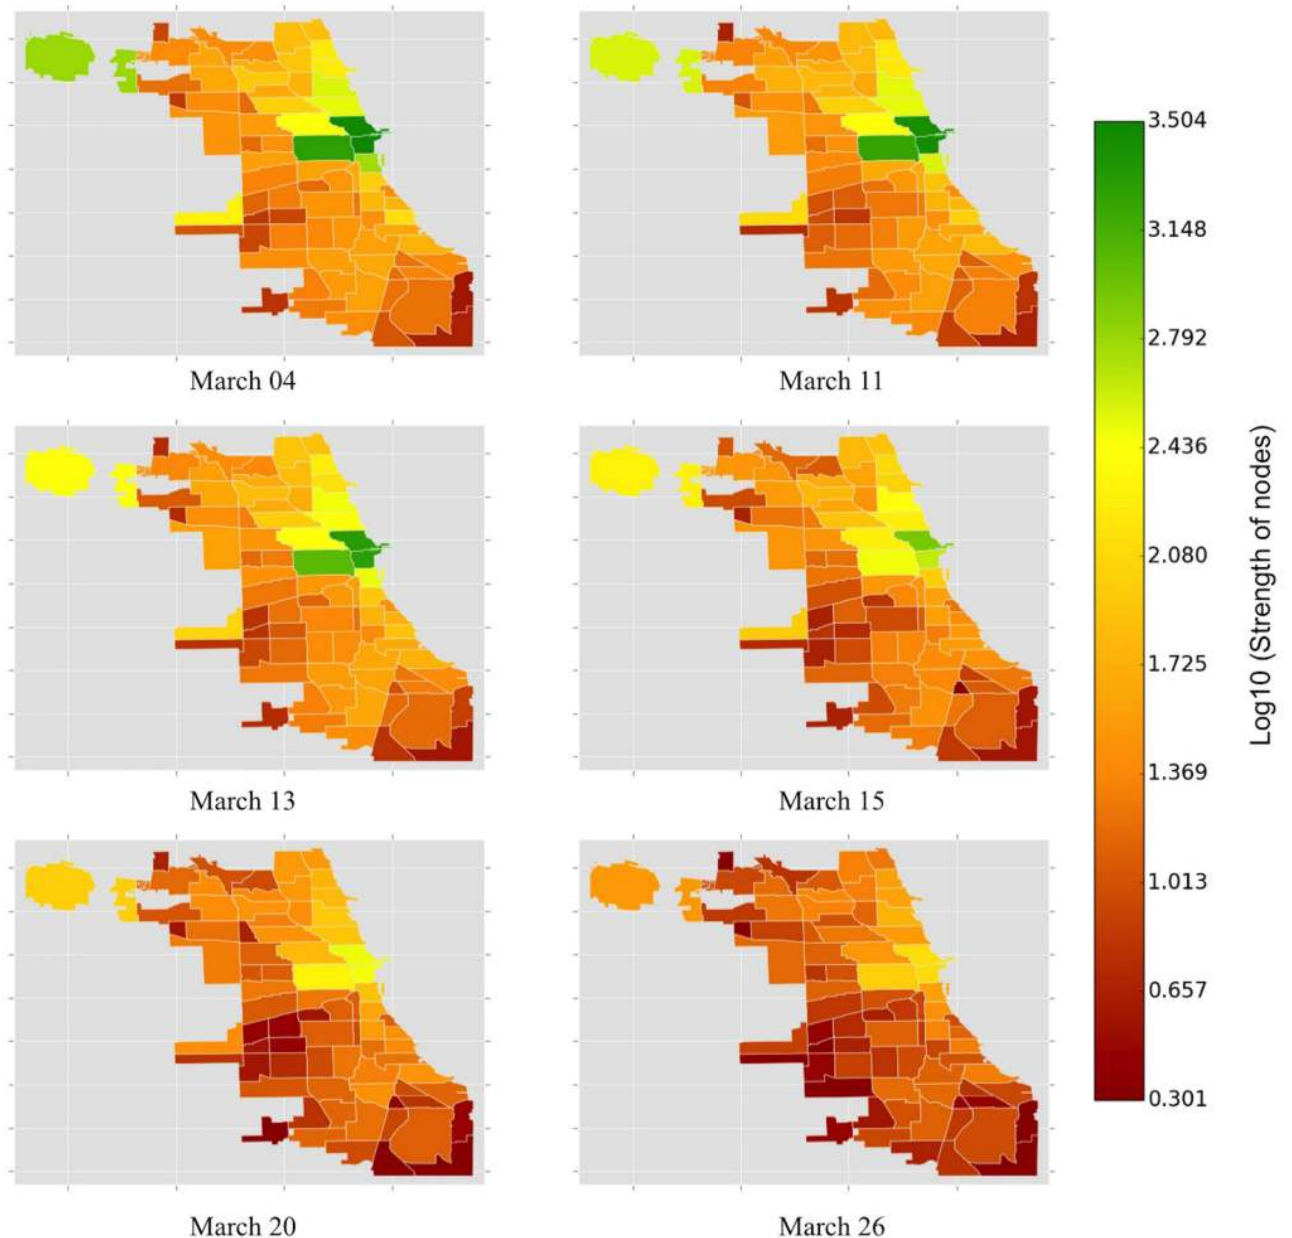 March 04
March 11
3.504
3.148
2.792
2.436
2.080
1.725
1.369
1.013
0.657
0.301
Log10 (Strength of nodes)
March 13
March 15
March 20
March 26